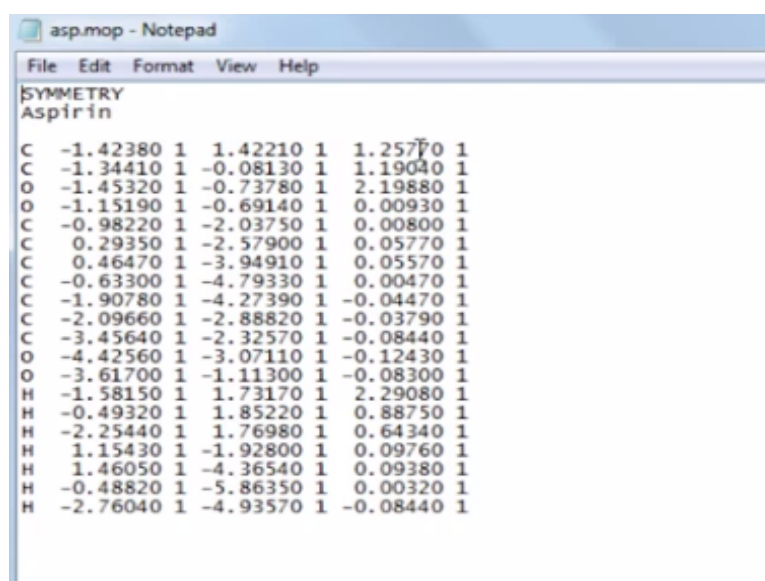 asp.mop - Notepad
File Edit Format View Help
SYMMETRY
Aspirin
C -1.42380 1 1.42210 1 1.25770 1
C -1.34410 1 -0.08130 1 1.19040 1
O -1.45320 1 -0.73780 1 2.19880 1
O -1.15190 1 -0.69140 1 0.00930 1
C -0.98220 1 -2.03750 1 0.00800 1
C 0.29350 1 -2.57900 1 0.05770 1
C 0.46470 1 -3.94910 1 0.05570 1
C -0.63300 1 -4.79330 1 0.00470 1
C -1.90780 1 -4.27390 1 -0.04470 1
C -2.09660 1 -2.88820 1 -0.03790 1
C -3.45640 1 -2.32570 1 -0.08440 1
O -4.42560 1 -3.07110 1 -0.12430 1
O -3.61700 1 -1.11300 1 -0.08300 1
H -1.58150 1 1.73170 1 2.29080 1
H -0.49320 1 1.85220 1 0.88750 1
H -2.25440 1 1.76980 1 0.64340 1
H 1.15430 1 -1.92800 1 0.09760 1
H 1.46050 1 -4.36540 1 0.09380 1
H -0.48820 1 -5.86350 1 0.00320 1
H -2.76040 1 -4.93570 1 -0.08440 1